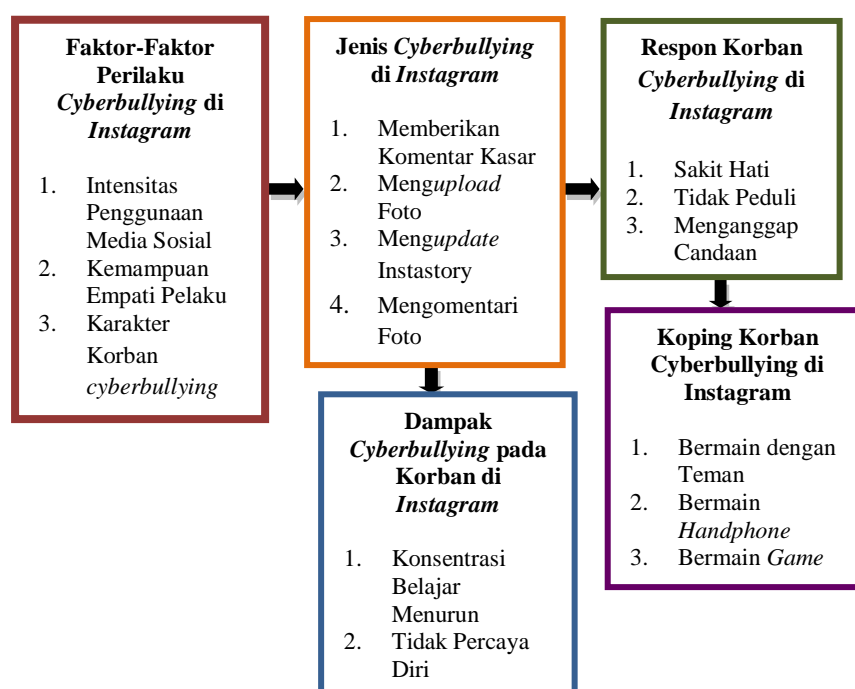 Faktor-Faktor
Perilaku
Cyberbullying di
Instagram
1. Intensitas
Penggunaan
Media Sosial
2. Kemampuan
Empati Pelaku
3. Karakter
Korban
cyberbullying
Jenis Cyberbullying
di Instagram
1. Memberikan
Komentar Kasar
2. Mengupload
Foto
3. Mengupdate
Instastory
4. Mengomentari
Foto
Respon Korban
Cyberbullying di
Instagram
1. Sakit Hati
2. Tidak Peduli
3. Menganggap
Candaan
Koping Korban
Cyberbullying di
Instagram
1. Bermain dengan
Teman
2. Bermain
Handphone
3. Bermain Game
Dampak
Cyberbullying pada
Korban di
Instagram
1. Konsentrasi
Belajar
Menurun
2. Tidak Percaya
Diri